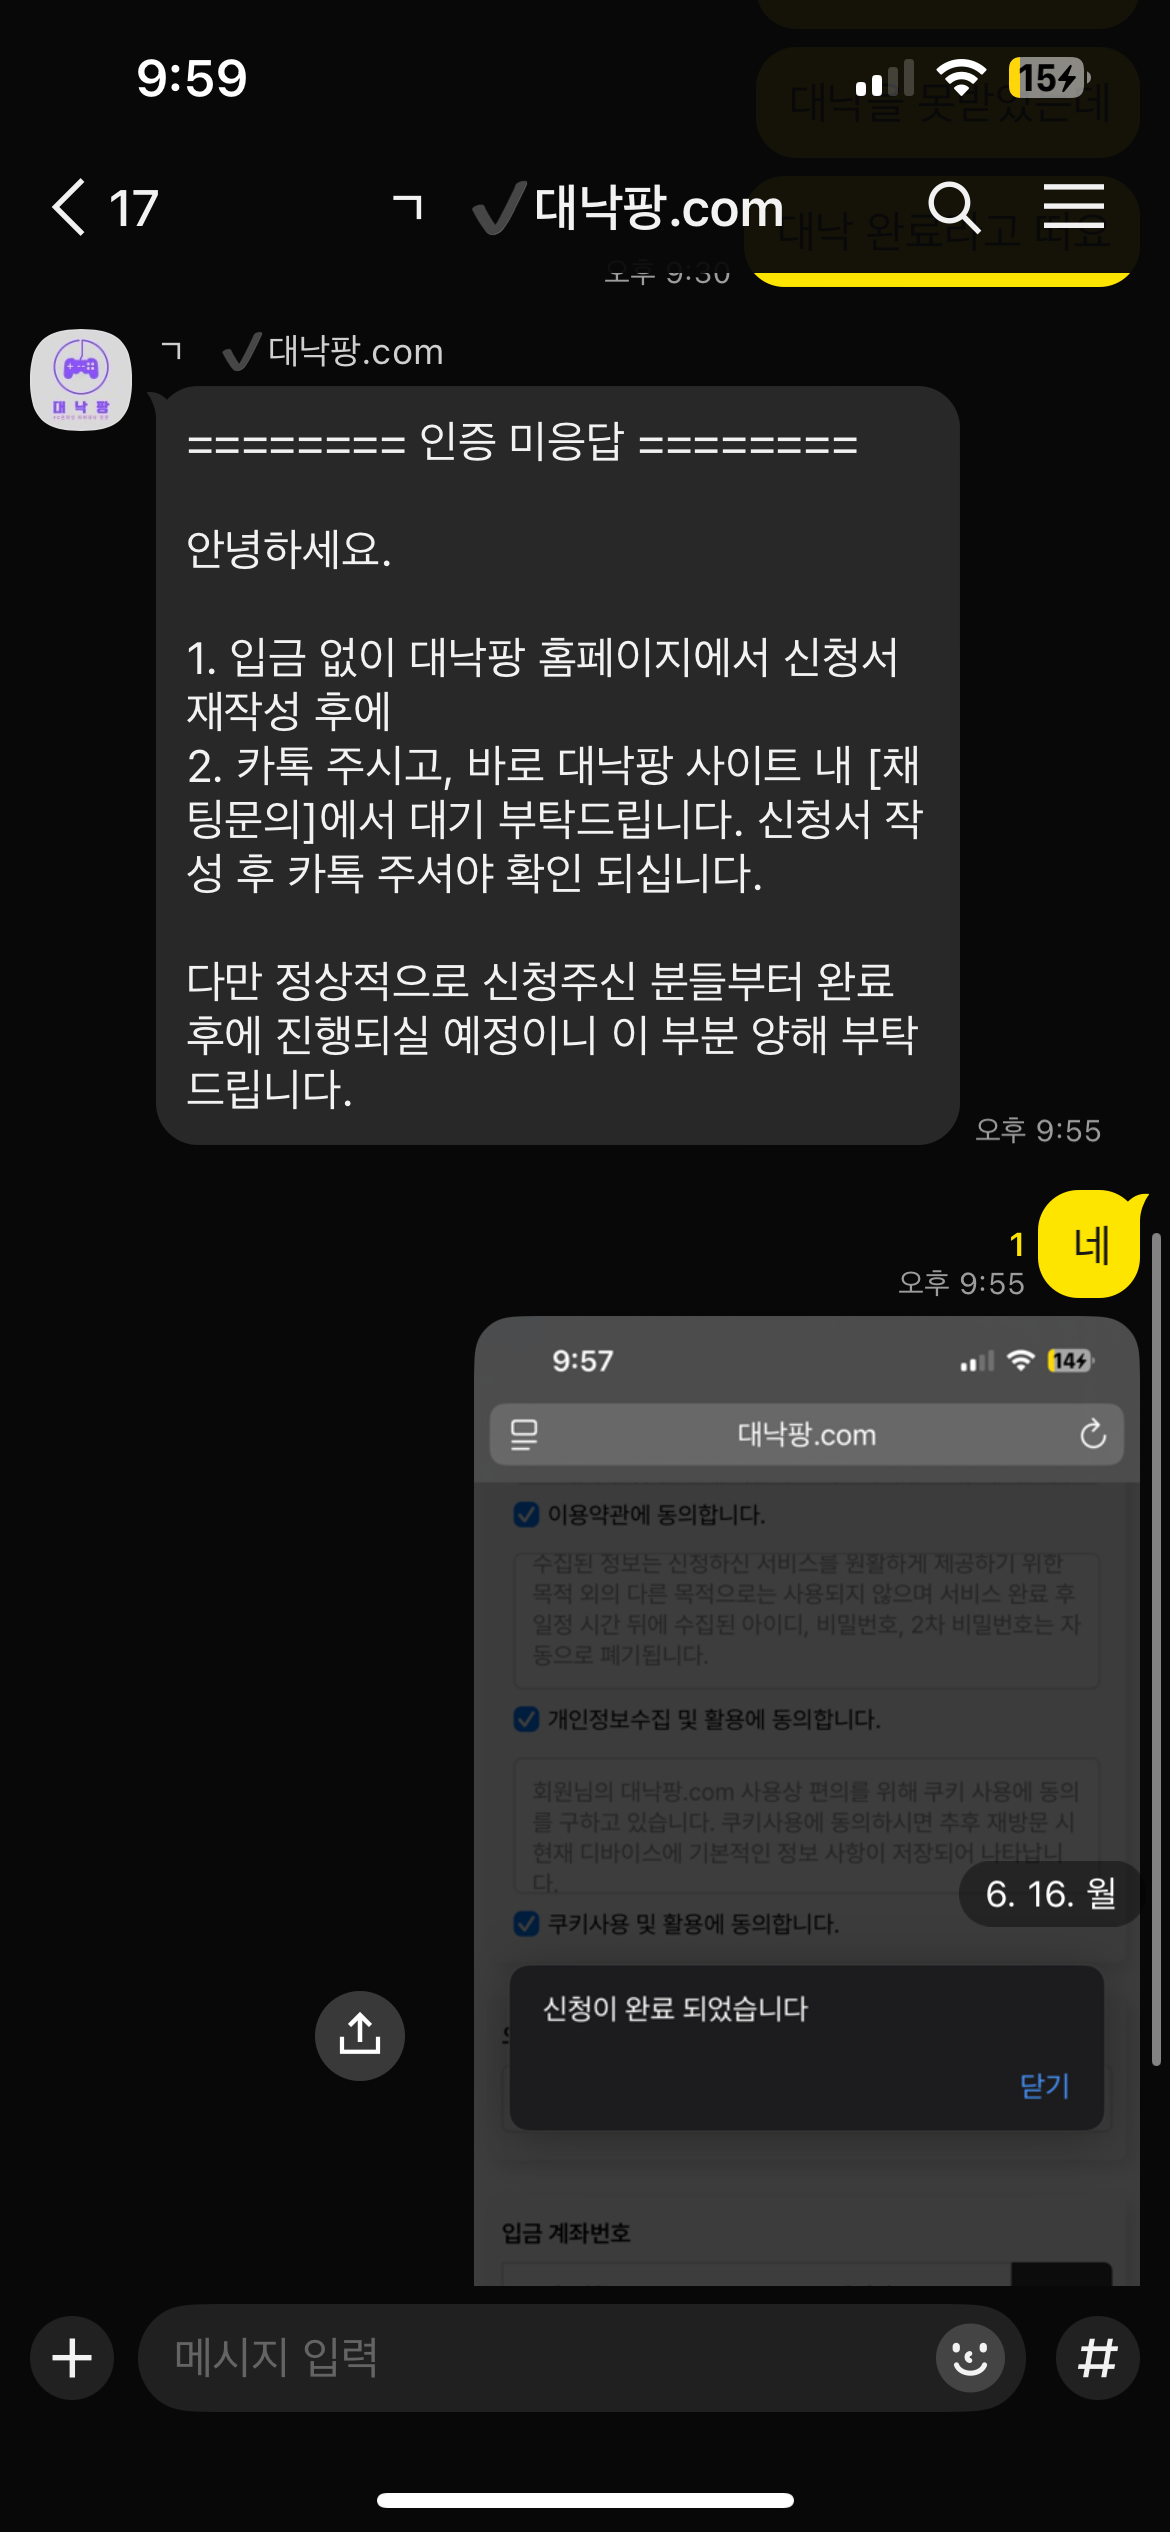 대낙을 못받았는데
9:59
15
17
ㄱ ✔대낙팡.com
대낙 완료라고 떠요
오후 9:30
ㄱ ✔대낙팡.com
대낙팡
======== 인증 미응답 ========
안녕하세요.
1. 입금 없이 대낙팡 홈페이지에서 신청서
재작성 후에
2. 카톡 주시고, 바로 대낙팡 사이트 내 [채
팅문의]에서 대기 부탁드립니다. 신청서 작
성 후 카톡 주셔야 확인 되십니다.
다만 정상적으로 신청주신 분들부터 완료
후에 진행되실 예정이니 이 부분 양해 부탁
드립니다.
오후 9:55
네
1
오후 9:55
9:57
14
대낙팡.com
이용약관에 동의합니다.
수집된 정보는 신청하신 서비스를 원활하게 제공하기 위한
목적 외의 다른 목적으로는 사용되지 않으며 서비스 완료 후
일정 시간 뒤에 수집된 아이디, 비밀번호, 2차 비밀번호는 자
동으로 폐기됩니다.
개인정보수집 및 활용에 동의합니다.
회원님의 대낙팡.com 사용상 편의를 위해 쿠키 사용에 동의
를 구하고 있습니다. 쿠키사용에 동의하시면 추후 재방문 시
현재 디바이스에 기본적인 정보 사항이 저장되어 나타납니
다.
6. 16. 월
쿠키사용 및 활용에 동의합니다.
신청이 완료 되었습니다
닫기
입금 계좌번호
메시지 입력
#